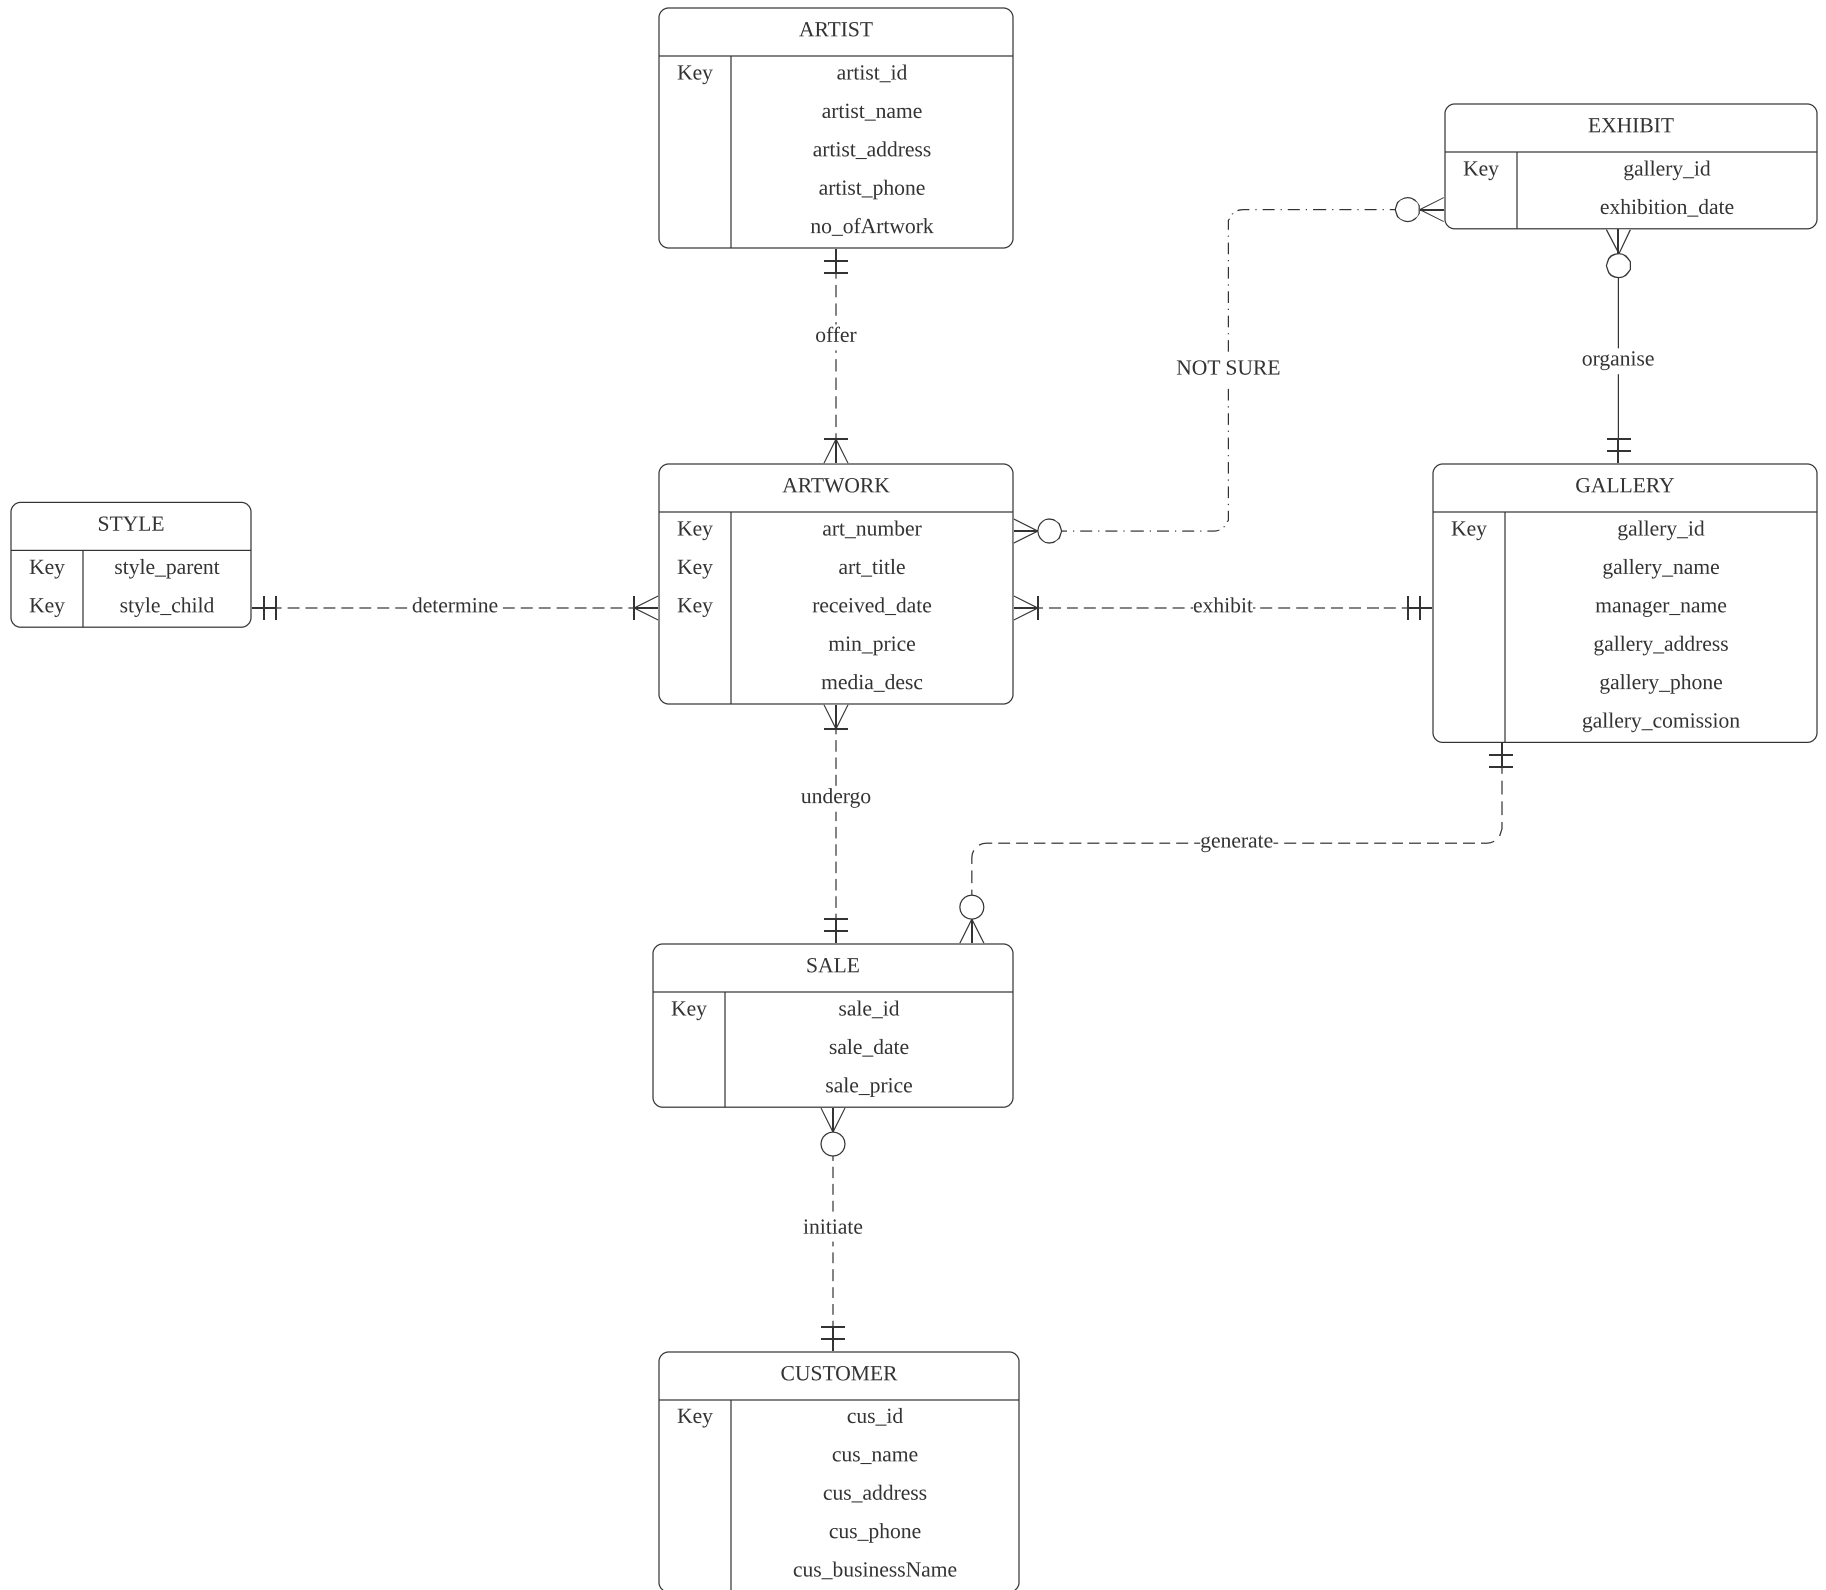 ARTIST
Key artist_id
artist_name
artist_address
artist_phone
no_ofArtwork
EXHIBIT
Key gallery_id
exhibition_date
offer
NOT SURE
organise
STYLE
Key style_parent
Key style_child
determine
ARTWORK
Key art_number
Key art_title
Key received_date
min_price
media_desc
exhibit
GALLERY
Key gallery_id
gallery_name
manager_name
gallery_address
gallery_phone
gallery_comission
undergo
generate
SALE
Key sale_id
sale_date
sale_price
initiate
CUSTOMER
Key cus_id
cus_name
cus_address
cus_phone
cus_businessName